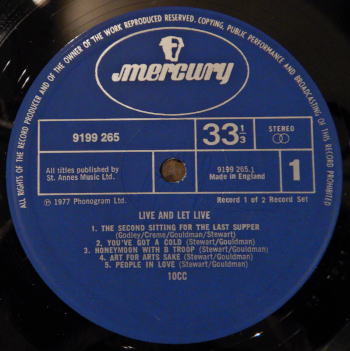 ALL RIGHTS OF THE RECORD PRODUCER AND OF THE OWNER OF THE WORK REPRODUCED RESERVED. COPYING, PUBLIC PERFORMANCE AND BROADCASTING OF THIS RECORD PROHIBITED
mercury
9199 265
33 1/3
STEREO
All titles published by
St. Annes Music Ltd.
9199 265.1
Made in England
1
℗ 1977 Phonogram Ltd.
Record 1 of 2 Record Set
LIVE AND LET LIVE
1. THE SECOND SITTING FOR THE LAST SUPPER
(Godley/Creme/Gouldman/Stewart)
2. YOU'VE GOT A COLD (Stewart/Gouldman)
3. HONEYMOON WITH B TROOP (Stewart/Gouldman)
4. ART FOR ARTS SAKE (Stewart/Gouldman)
5. PEOPLE IN LOVE (Stewart/Gouldman)
10CC